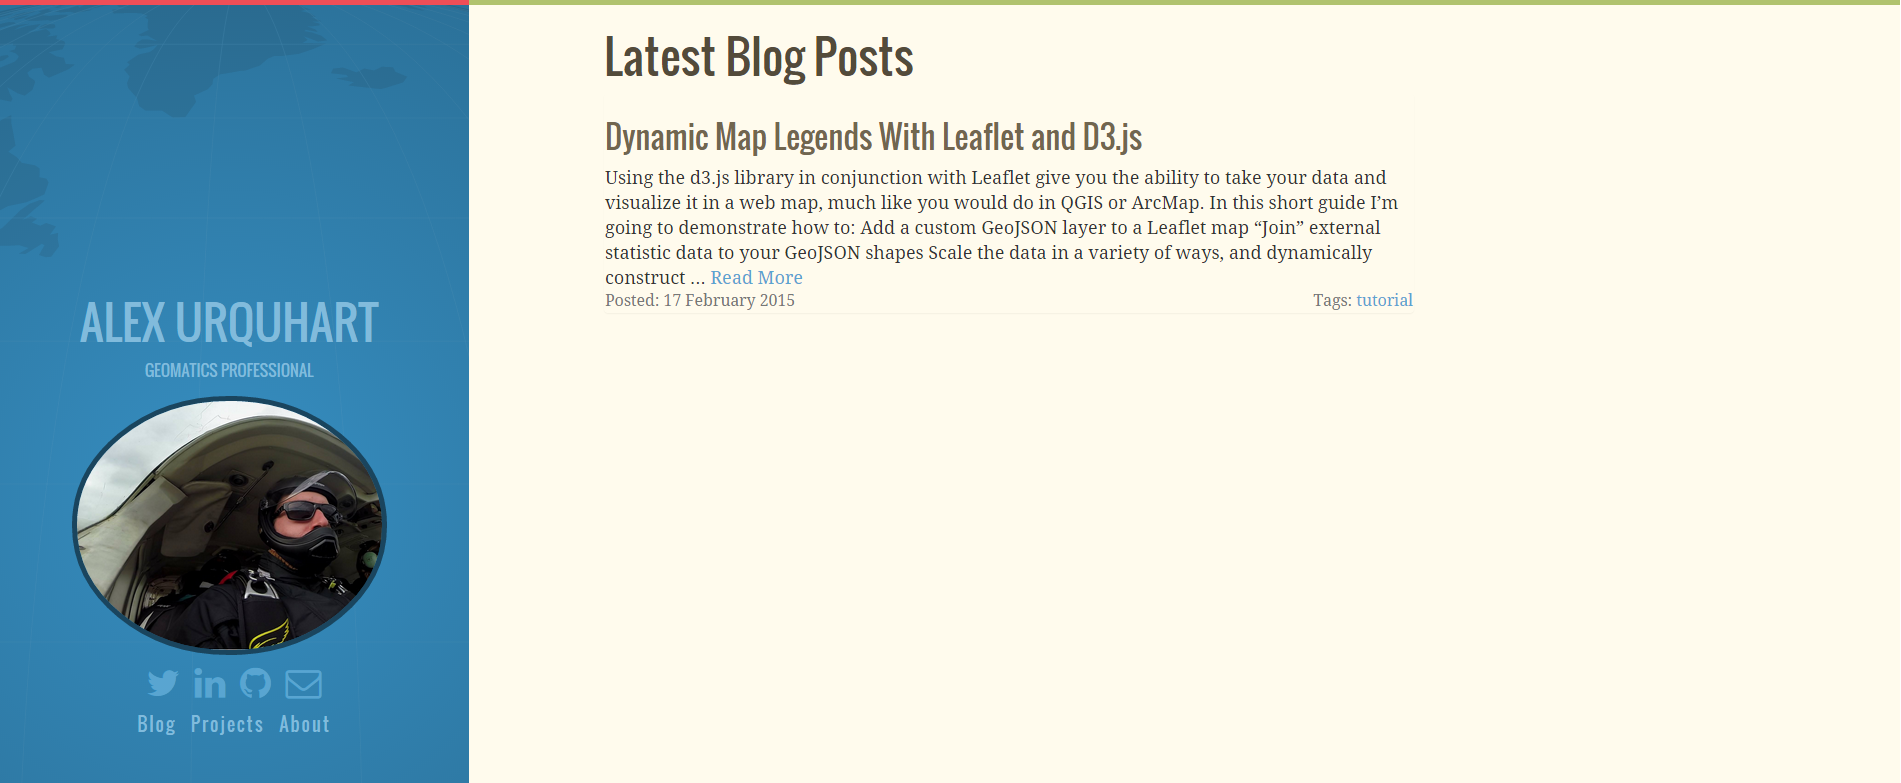 ALEX URQUHART
GEOMATICS PROFESSIONAL
Blog Projects About
Latest Blog Posts
Dynamic Map Legends With Leaflet and D3.js
Using the d3.js library in conjunction with Leaflet give you the ability to take your data and
visualize it in a web map, much like you would do in QGIS or ArcMap. In this short guide I’m
going to demonstrate how to: Add a custom GeoJSON layer to a Leaflet map “Join” external
statistic data to your GeoJSON shapes Scale the data in a variety of ways, and dynamically
construct ... Read More
Posted: 17 February 2015 Tags: tutorial